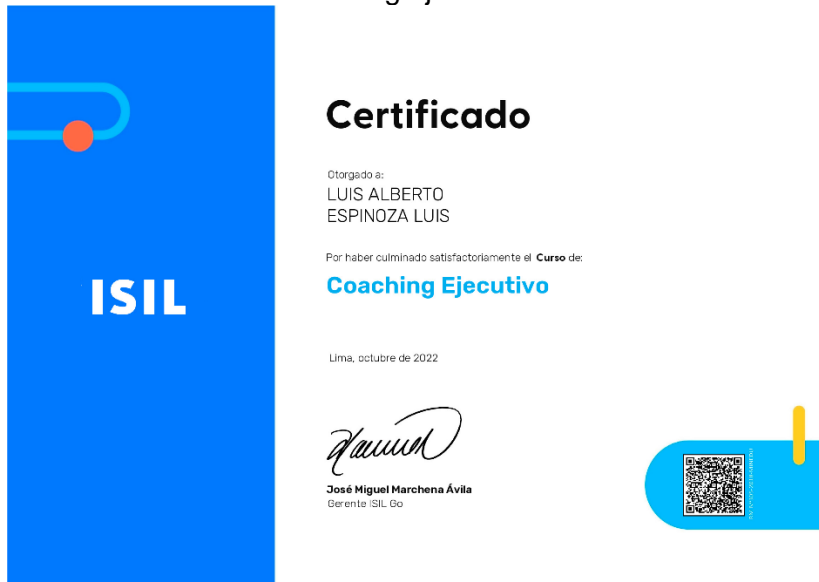 Certificado
Otorgado a:
LUIS ALBERTO
ESPINOZA LUIS
Por haber culminado satisfactoriamente el Curso de:
Coaching Ejecutivo
ISIL
Lima, octubre de 2022
José Miguel Marchena Ávila
Gerente ISIL Go